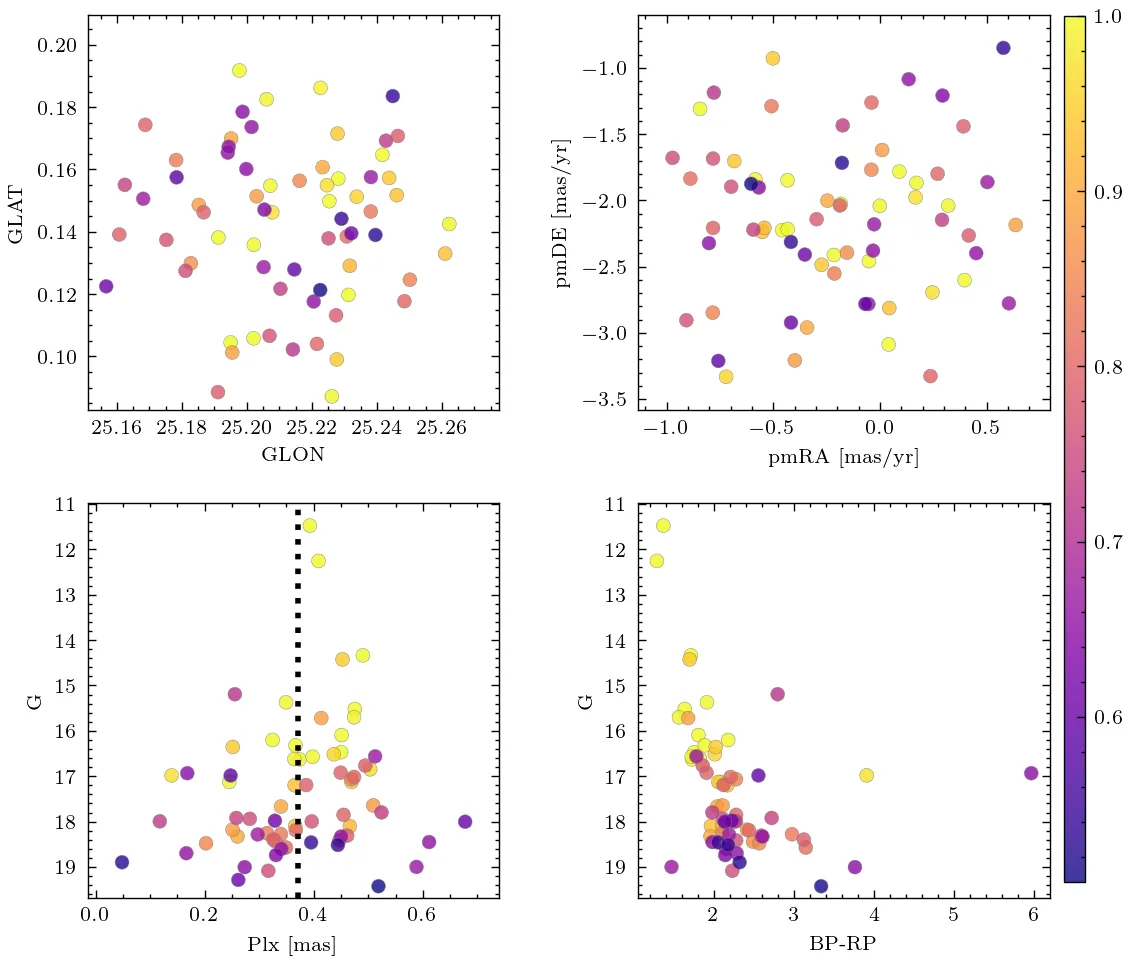 0.20
0.18
0.16
0.14
0.12
0.10
GLAT
25.16 25.18 25.20 25.22 25.24 25.26
GLON
−1.0
−1.5
−2.0
−2.5
−3.0
−3.5
pmDE [mas/yr]
−1.0 −0.5 0.0 0.5
pmRA [mas/yr]
1.0
0.9
0.8
0.7
0.6
11
12
13
14
15
16
17
18
19
G
0.0 0.2 0.4 0.6
Plx [mas]
11
12
13
14
15
16
17
18
19
G
2 3 4 5 6
BP-RP